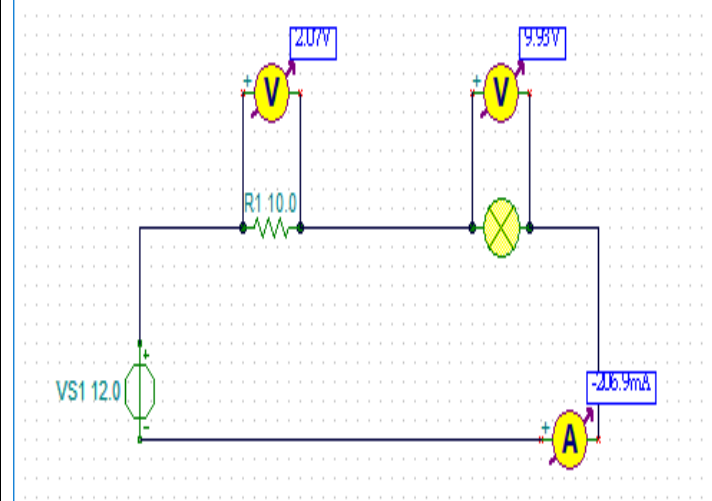 2.07V
9.93V
+
V
+
V
R1 10.0
+
VS1 12.0
-
-206.9mA
+
A